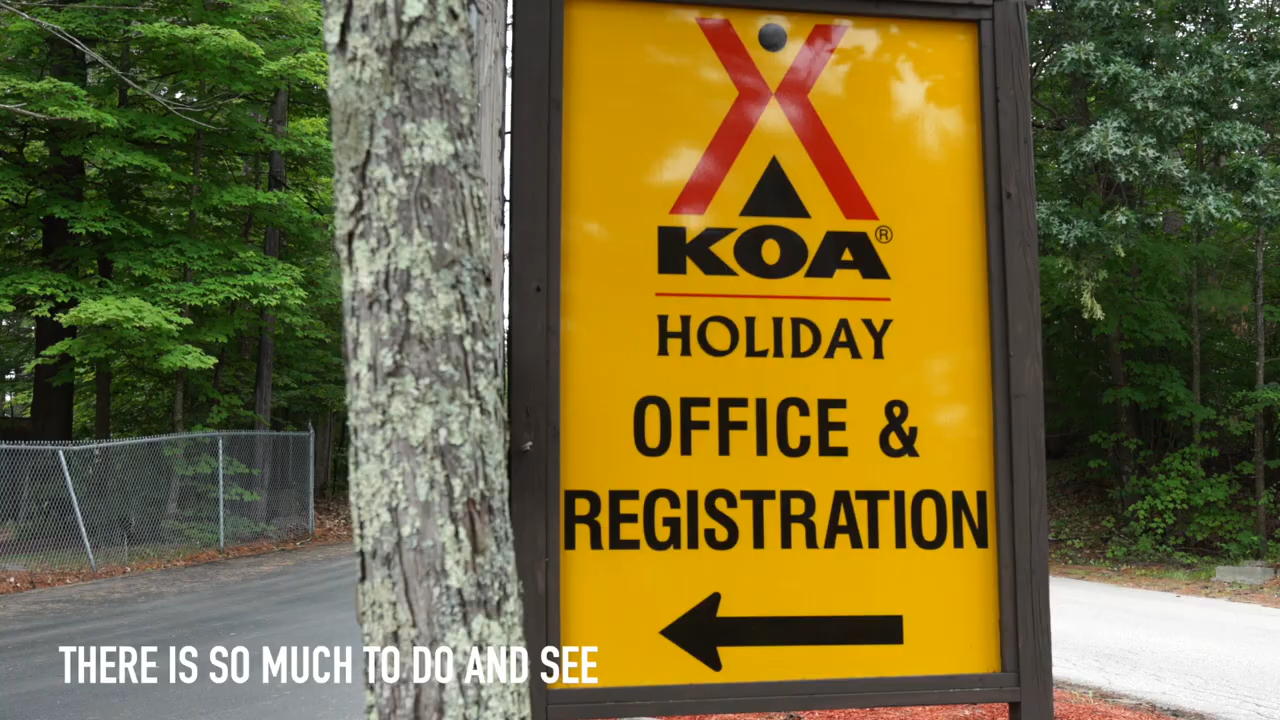 KOA®
HOLIDAY
OFFICE &
REGISTRATION
THERE IS SO MUCH TO DO AND SEE